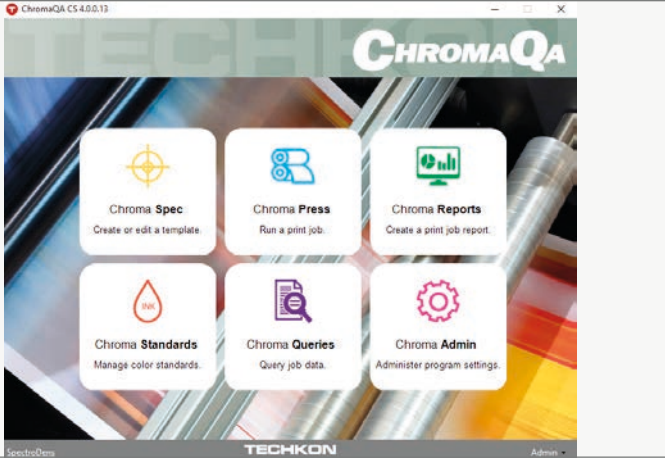 ChromaQA CS 4.0.0.13
TECHKON
CHROMAQA
Chroma Spec
Create or edit a template.
Chroma Press
Run a print job.
Chroma Reports
Create a print job report.
INK
Chroma Standards
Manage color standards.
Chroma Queries
Query job data.
Chroma Admin
Administer program settings.
SpectroDens
TECHKON
Admin